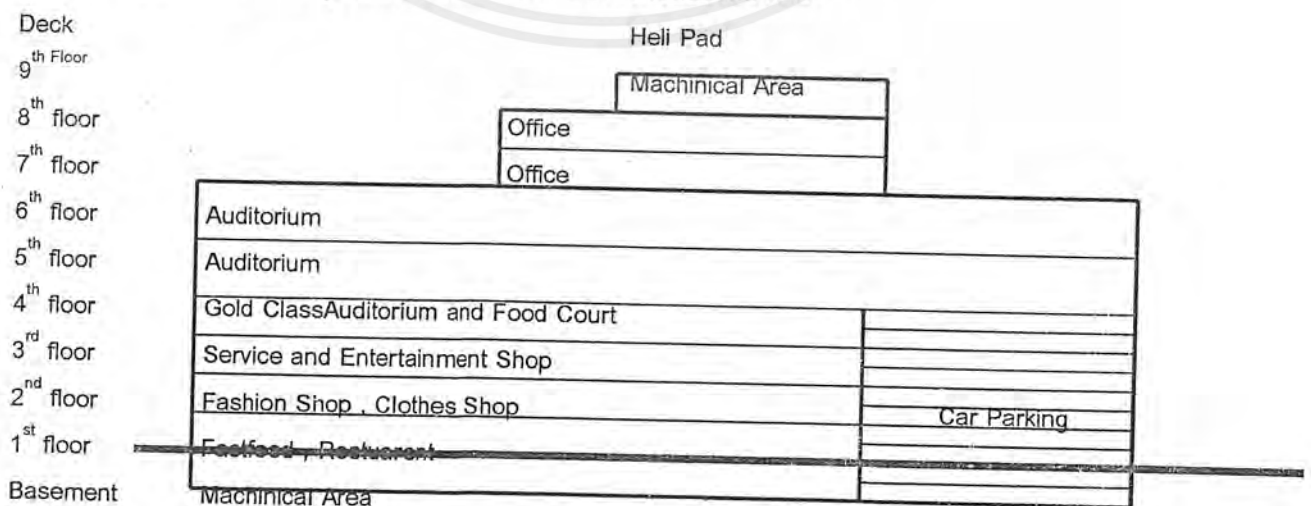 Deck
Heli Pad
9th Floor
Machinical Area
8th floor
Office
7th floor
Office
6th floor
Auditorium
5th floor
Auditorium
4th floor
Gold ClassAuditorium and Food Court
3rd floor
Service and Entertainment Shop
2nd floor
Fashion Shop , Clothes Shop
Car Parking
1st floor
Fastfood , Restuarent
Basement
Machinical Area